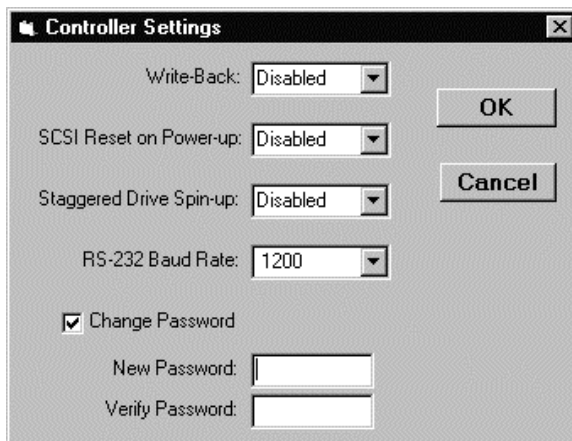 Controller Settings
Write-Back: Disabled
OK
SCSI Reset on Power-up: Disabled
Cancel
Staggered Drive Spin-up: Disabled
RS-232 Baud Rate: 1200
Change Password
New Password:
Verify Password: